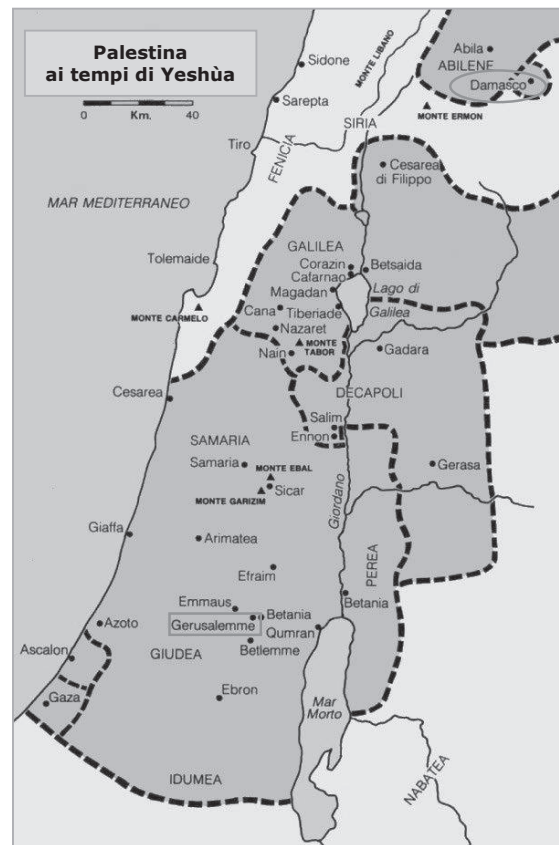 Palestina
ai tempi di Yeshùa
0 Km. 40
Sidone
MONTE LIBANO
Abila
ABILENE
Damasco
Sarepta
MONTE ERMON
SIRIA
Tiro
FENICIA
Cesarea
di Filippo
MAR MEDITERRANEO
GALILEA
Tolemaide
Corazin
Betsaida
Cafarnao
Magadan
Lago di
Galilea
Cana
Tiberiade
MONTE CARMELO
Nazaret
MONTE
TABOR
Nain
Gadara
DECAPOLI
Cesarea
Salim
Ennon
SAMARIA
Samaria
MONTE EBAL
Sicar
MONTE GARIZIM
Gerasa
Giordano
Giaffa
Arimatea
Efraim
PEREA
Emmaus
Betania
Betania
Gerusalemme
Qumran
Azoto
GIUDEA
Betlemme
Ascalon
Gaza
Ebron
Mar
Morto
IDUMEA
NABATEA